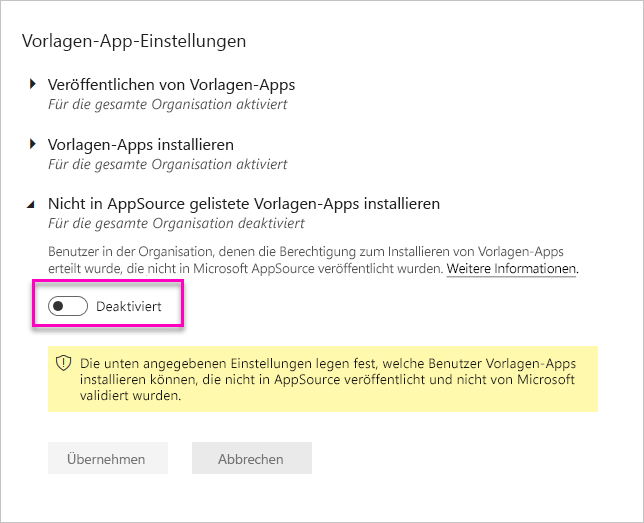 Vorlagen-App-Einstellungen
Veröffentlichen von Vorlagen-Apps
Für die gesamte Organisation aktiviert
Vorlagen-Apps installieren
Für die gesamte Organisation aktiviert
Nicht in AppSource gelistete Vorlagen-Apps installieren
Für die gesamte Organisation deaktiviert
Benutzer in der Organisation, denen die Berechtigung zum Installieren von Vorlagen-Apps
erteilt wurde, die nicht in Microsoft AppSource veröffentlicht wurden. Weitere Informationen.
Deaktiviert
Die unten angegebenen Einstellungen legen fest, welche Benutzer Vorlagen-Apps
installieren können, die nicht in AppSource veröffentlicht und nicht von Microsoft
validiert wurden.
Übernehmen Abbrechen